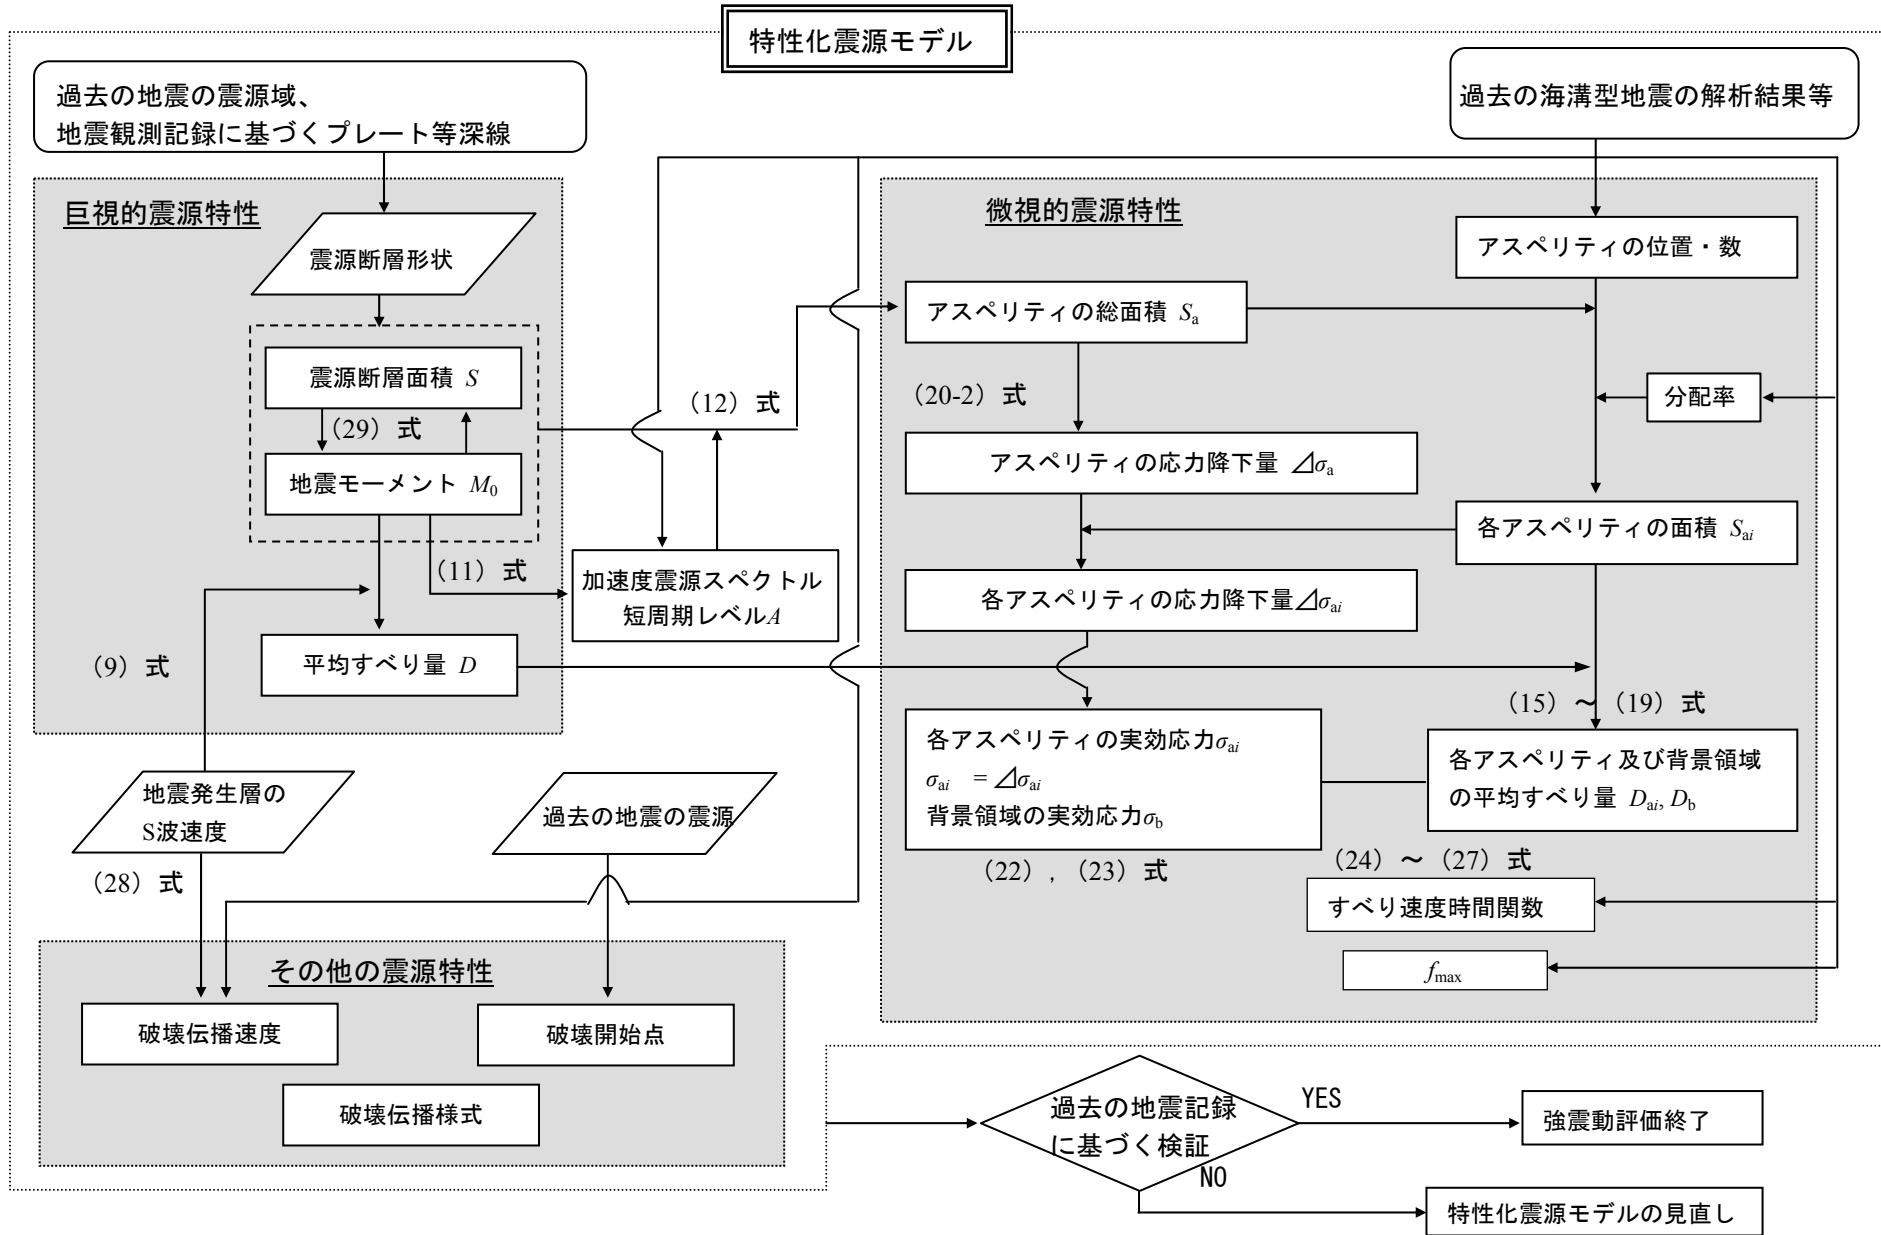 特性化震源モデル
過去の地震の震源域、
地震観測記録に基づくプレート等深線
過去の海溝型地震の解析結果等
巨視的震源特性
震源断層形状
震源断層面積 S
(29) 式
地震モーメント M0
(11) 式
(12) 式
加速度震源スペクトル
短周期レベルA
平均すべり量 D
(9) 式
地震発生層の
S波速度
(28) 式
過去の地震の震源
微視的震源特性
アスペリティの位置・数
アスペリティの総面積 Sa
(20-2) 式
分配率
アスペリティの応力降下量 ⊿σa
各アスペリティの面積 Sai
各アスペリティの応力降下量⊿σai
(15) ~ (19) 式
各アスペリティの実効応力σai
σai = ⊿σai
背景領域の実効応力σb
各アスペリティ及び背景領域
の平均すべり量 Dai, Db
(22) , (23) 式
(24) ~ (27) 式
すべり速度時間関数
fmax
その他の震源特性
破壊伝播速度
破壊開始点
破壊伝播様式
過去の地震記録
に基づく検証
YES
強震動評価終了
NO
特性化震源モデルの見直し